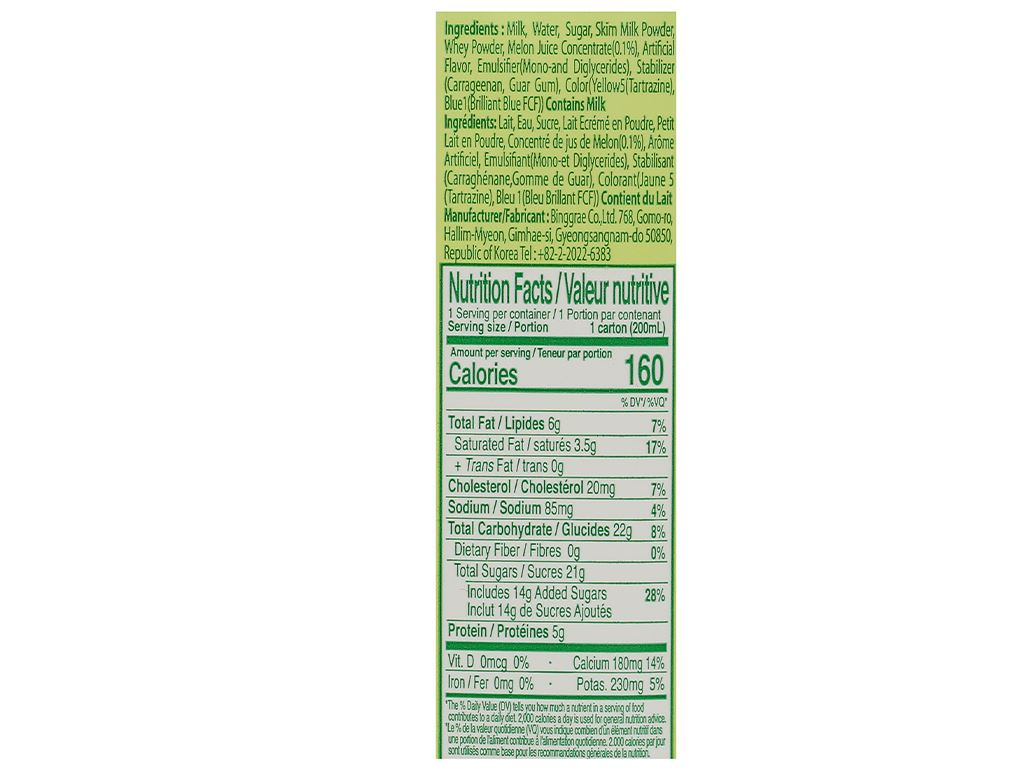 Ingredients : Milk, Water, Sugar, Skim Milk Powder,
Whey Powder, Melon Juice Concentrate(0.1%), Artificial
Flavor, Emulsifier(Mono-and Diglycerides), Stabilizer
(Carrageenan, Guar Gum), Color(Yellow5(Tartrazine),
Blue1(Brilliant Blue FCF)) Contains Milk
Ingrédients: Lait, Eau, Sucre, Lait Ecrémé en Poudre, Petit
Lait en Poudre, Concentré de jus de Melon(0.1%), Arôme
Artificiel, Emulsifiant(Mono-et Diglycerides), Stabilisant
(Carraghénane,Gomme de Guar), Colorant(Jaune 5
(Tartrazine), Bleu 1(Bleu Brillant FCF)) Contient du Lait
Manufacturer/Fabricant : Binggrae Co.,Ltd. 768, Gomo-ro,
Hallim-Myeon, Gimhae-si, Gyeongsangnam-do 50850,
Republic of Korea Tel : +82-2-2022-6383
Nutrition Facts / Valeur nutritive
1 Serving per container / 1 Portion par contenant
Serving size / Portion 1 carton (200mL)
Amount per serving / Teneur par portion
Calories 160
% DV*/ %VQ*
Total Fat / Lipides 6g 7%
Saturated Fat / saturés 3.5g 17%
+ Trans Fat / trans 0g
Cholesterol / Cholestérol 20mg 7%
Sodium / Sodium 85mg 4%
Total Carbohydrate / Glucides 22g 8%
Dietary Fiber / Fibres 0g 0%
Total Sugars / Sucres 21g
Includes 14g Added Sugars 28%
Inclut 14g de Sucres Ajoutés
Protein / Protéines 5g
Vit. D 0mcg 0% · Calcium 180mg 14%
Iron / Fer 0mg 0% · Potas. 230mg 5%
*The % Daily Value (DV) tells you how much a nutrient in a serving of food
contributes to a daily diet. 2,000 calories a day is used for general nutrition advice.
*Le % de la valeur quotidienne (VQ) vous indique combien d'un élément nutritif dans
une portion de l'aliment contribue à l'alimentation quotidienne. 2.000 calories par jour
sont utilisés comme base pour les recommandations générales de la nutrition.